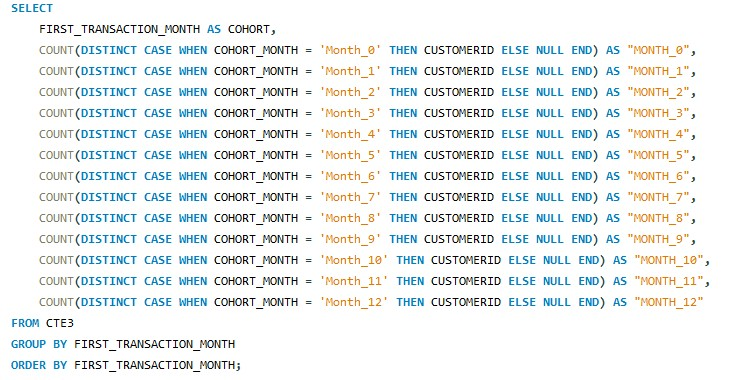 SELECT
FIRST_TRANSACTION_MONTH AS COHORT,
COUNT(DISTINCT CASE WHEN COHORT_MONTH = 'Month_0' THEN CUSTOMERID ELSE NULL END) AS "MONTH_0",
COUNT(DISTINCT CASE WHEN COHORT_MONTH = 'Month_1' THEN CUSTOMERID ELSE NULL END) AS "MONTH_1",
COUNT(DISTINCT CASE WHEN COHORT_MONTH = 'Month_2' THEN CUSTOMERID ELSE NULL END) AS "MONTH_2",
COUNT(DISTINCT CASE WHEN COHORT_MONTH = 'Month_3' THEN CUSTOMERID ELSE NULL END) AS "MONTH_3",
COUNT(DISTINCT CASE WHEN COHORT_MONTH = 'Month_4' THEN CUSTOMERID ELSE NULL END) AS "MONTH_4",
COUNT(DISTINCT CASE WHEN COHORT_MONTH = 'Month_5' THEN CUSTOMERID ELSE NULL END) AS "MONTH_5",
COUNT(DISTINCT CASE WHEN COHORT_MONTH = 'Month_6' THEN CUSTOMERID ELSE NULL END) AS "MONTH_6",
COUNT(DISTINCT CASE WHEN COHORT_MONTH = 'Month_7' THEN CUSTOMERID ELSE NULL END) AS "MONTH_7",
COUNT(DISTINCT CASE WHEN COHORT_MONTH = 'Month_8' THEN CUSTOMERID ELSE NULL END) AS "MONTH_8",
COUNT(DISTINCT CASE WHEN COHORT_MONTH = 'Month_9' THEN CUSTOMERID ELSE NULL END) AS "MONTH_9",
COUNT(DISTINCT CASE WHEN COHORT_MONTH = 'Month_10' THEN CUSTOMERID ELSE NULL END) AS "MONTH_10",
COUNT(DISTINCT CASE WHEN COHORT_MONTH = 'Month_11' THEN CUSTOMERID ELSE NULL END) AS "MONTH_11",
COUNT(DISTINCT CASE WHEN COHORT_MONTH = 'Month_12' THEN CUSTOMERID ELSE NULL END) AS "MONTH_12"
FROM CTE3
GROUP BY FIRST_TRANSACTION_MONTH
ORDER BY FIRST_TRANSACTION_MONTH;